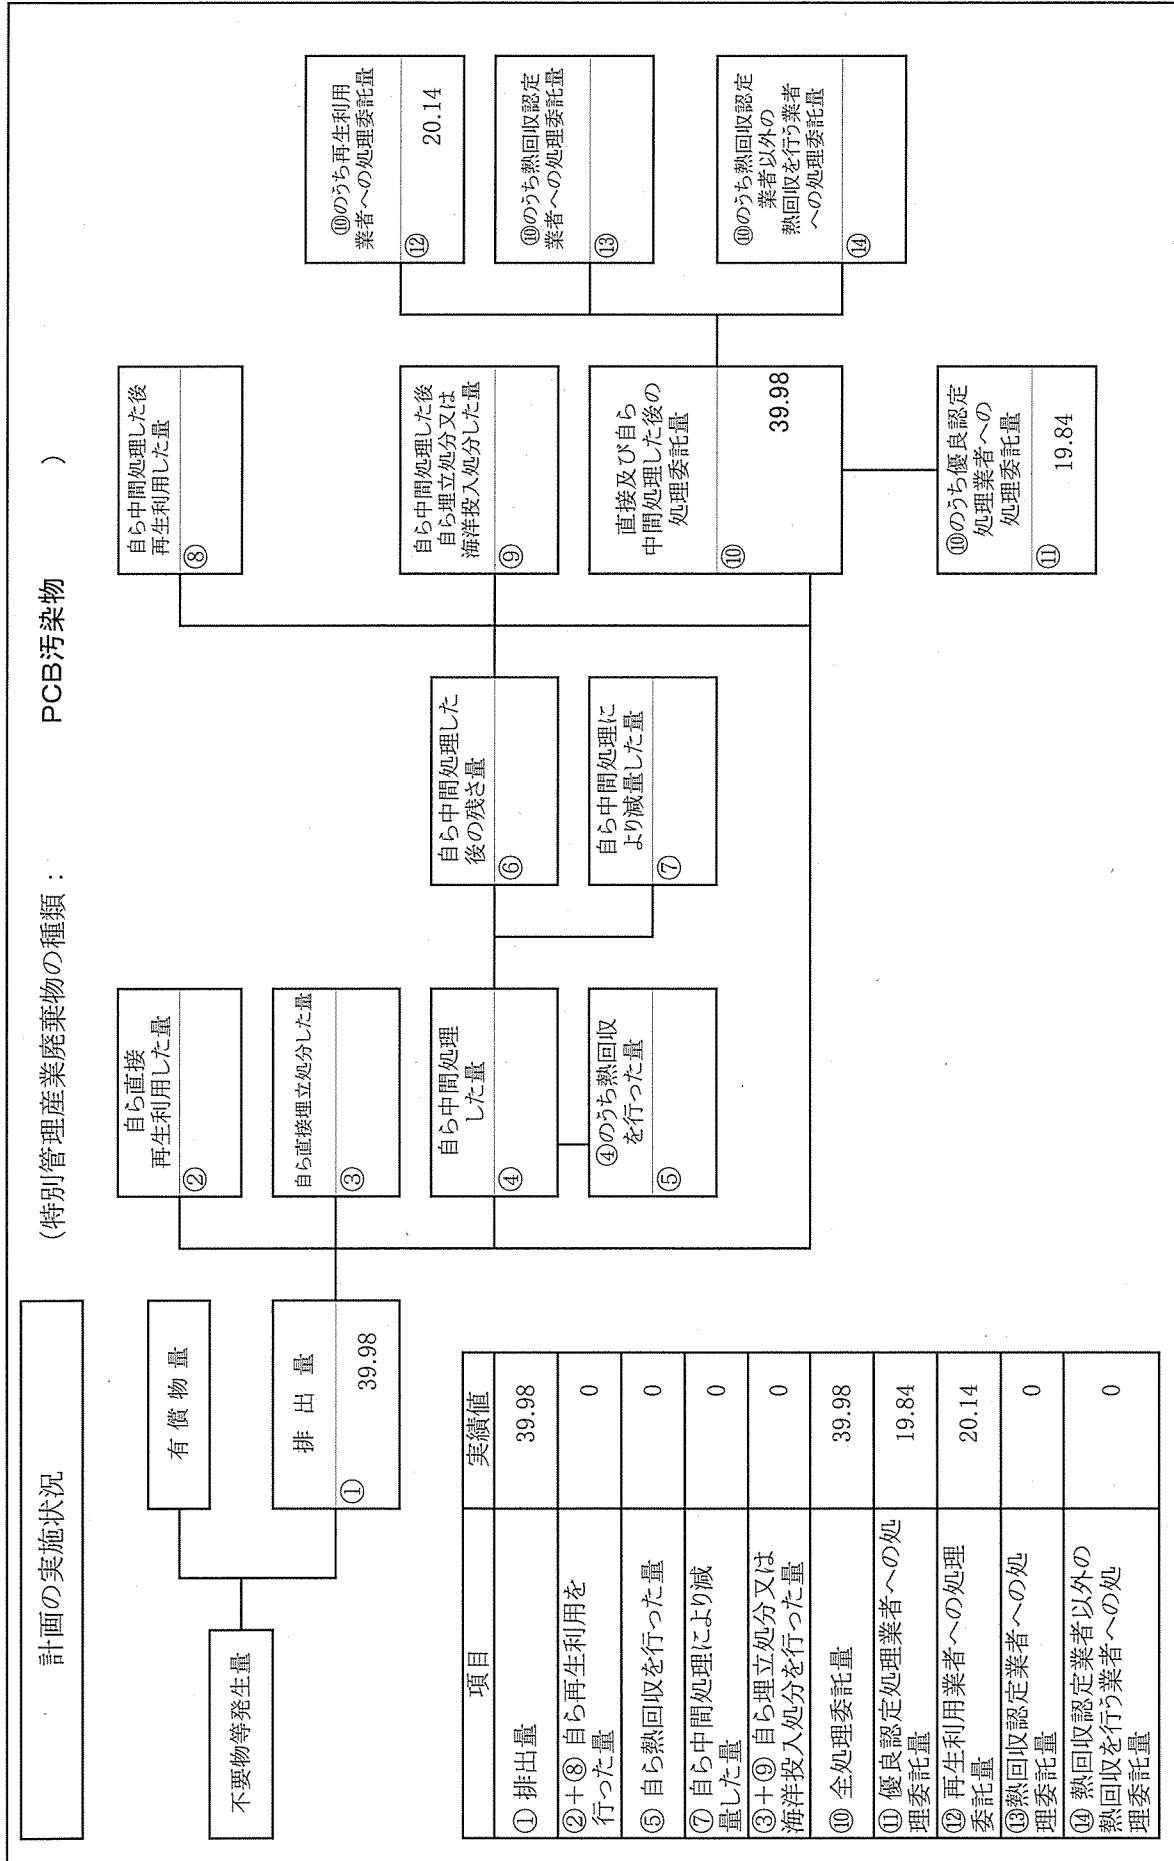 計画の実施状況
(特別管理産業廃棄物の種類：　PCB汚染物　)
不要物等発生量
有償物量
排出量
①
39.98
自ら直接
再生利用した量
②
自ら直接埋立処分した量
③
自ら中間処理
した量
④
④のうち熱回収
を行った量
⑤
自ら中間処理した
後の残さ量
⑥
自ら中間処理に
より減量した量
⑦
自ら中間処理した後
再生利用した量
⑧
自ら中間処理した後
自ら埋立処分又は
海洋投入処分した量
⑨
直接及び自ら
中間処理した後の
処理委託量
⑩
39.98
⑩のうち優良認定
処理業者への
処理委託量
⑪
19.84
⑩のうち再生利用
業者への処理委託量
⑫
20.14
⑩のうち熱回収認定
業者への処理委託量
⑬
⑩のうち熱回収認定
業者以外の
熱回収を行う業者
への処理委託量
⑭
項目 実績値
① 排出量 39.98
②+⑧ 自ら再生利用を
行った量 0
⑤ 自ら熱回収を行った量 0
⑦ 自ら中間処理により減
量した量 0
③+⑨ 自ら埋立処分又は
海洋投入処分を行った量 0
⑩ 全処理委託量 39.98
⑪ 優良認定処理業者への処
理委託量 19.84
⑫ 再生利用業者への処理
委託量 20.14
⑬熱回収認定業者への処
理委託量 0
⑭ 熱回収認定業者以外の
熱回収を行う業者への処
理委託量 0